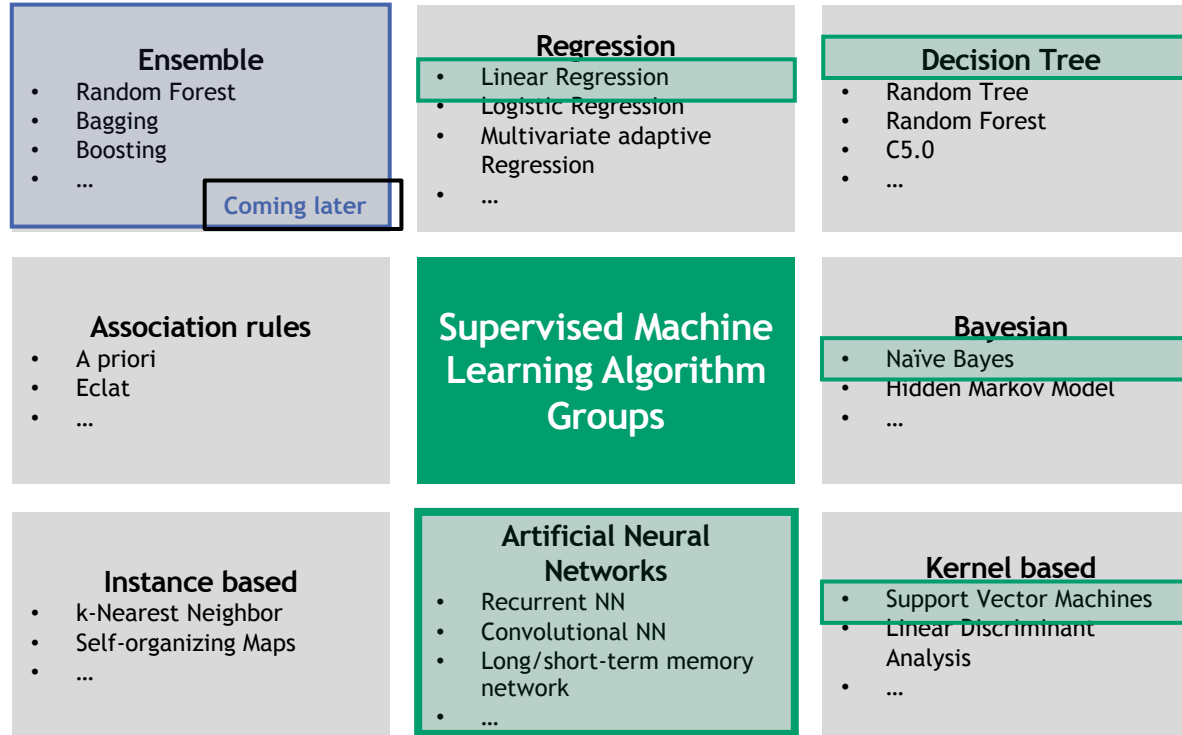 Ensemble
• Random Forest
• Bagging
• Boosting
• …
Coming later
Regression
• Linear Regression
• Logistic Regression
• Multivariate adaptive
Regression
• …
Decision Tree
• Random Tree
• Random Forest
• C5.0
• …
Association rules
• A priori
• Eclat
• …
Supervised Machine
Learning Algorithm
Groups
Bayesian
• Naïve Bayes
• Hidden Markov Model
• …
Instance based
• k-Nearest Neighbor
• Self-organizing Maps
• …
Artificial Neural
Networks
• Recurrent NN
• Convolutional NN
• Long/short-term memory
network
• …
Kernel based
• Support Vector Machines
• Linear Discriminant
Analysis
• …